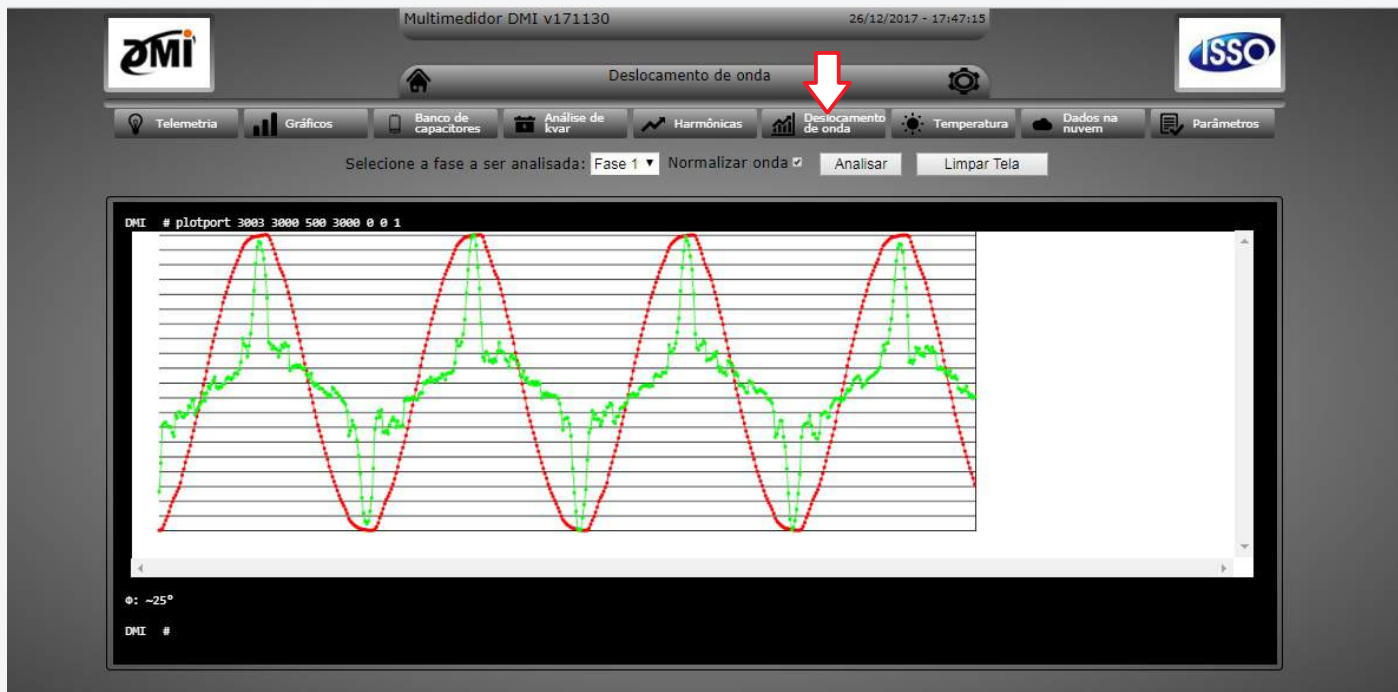 Multimedidor DMI v171130
26/12/2017 - 17:47:15
DMI
ISSO
Deslocamento de onda
Telemetria
Gráficos
Banco de
capacitores
Análise de
kvar
Harmônicas
Deslocamento
de onda
Temperatura
Dados na
nuvem
Parâmetros
Selecione a fase a ser analisada: Fase 1 Normalizar onda Analisar Limpar Tela
DMI # plotport 3003 3000 500 3000 0 0 1
Φ: ~25°
DMI #